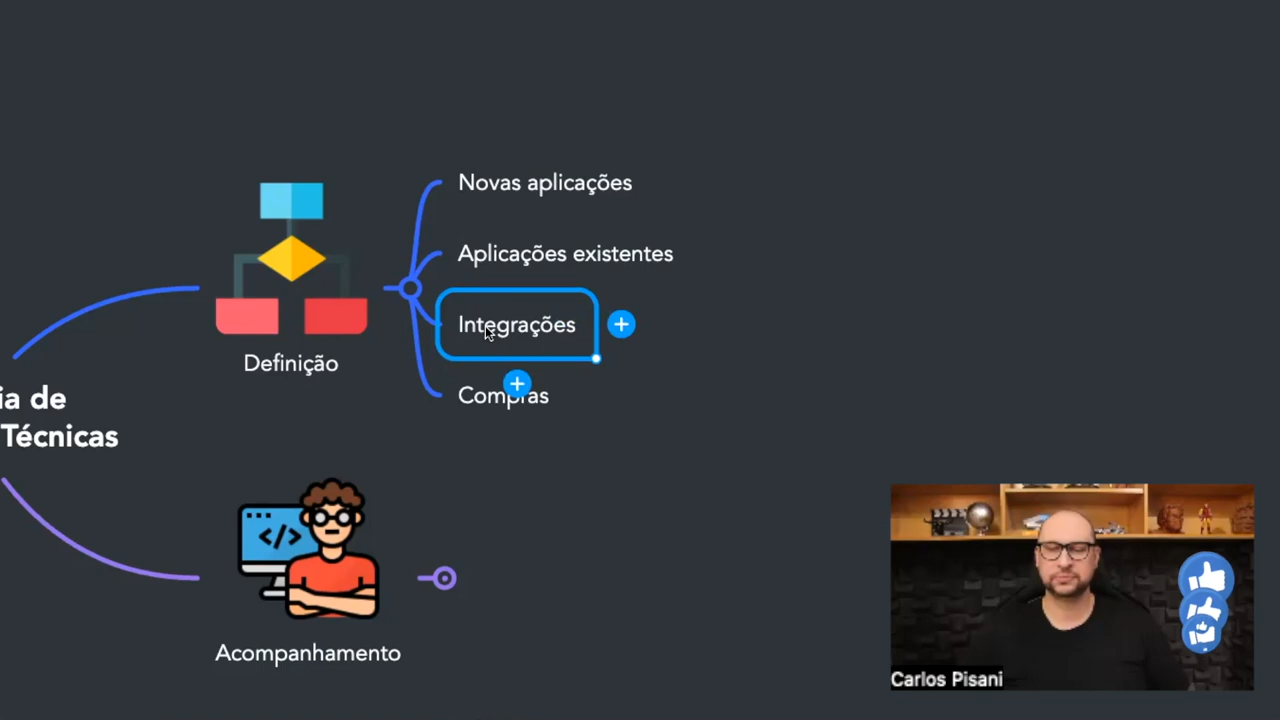 Novas aplicações
Aplicações existentes
Integrações
Definição
Compras
ia de
Técnicas
</>
Acompanhamento
Carlos Pisani